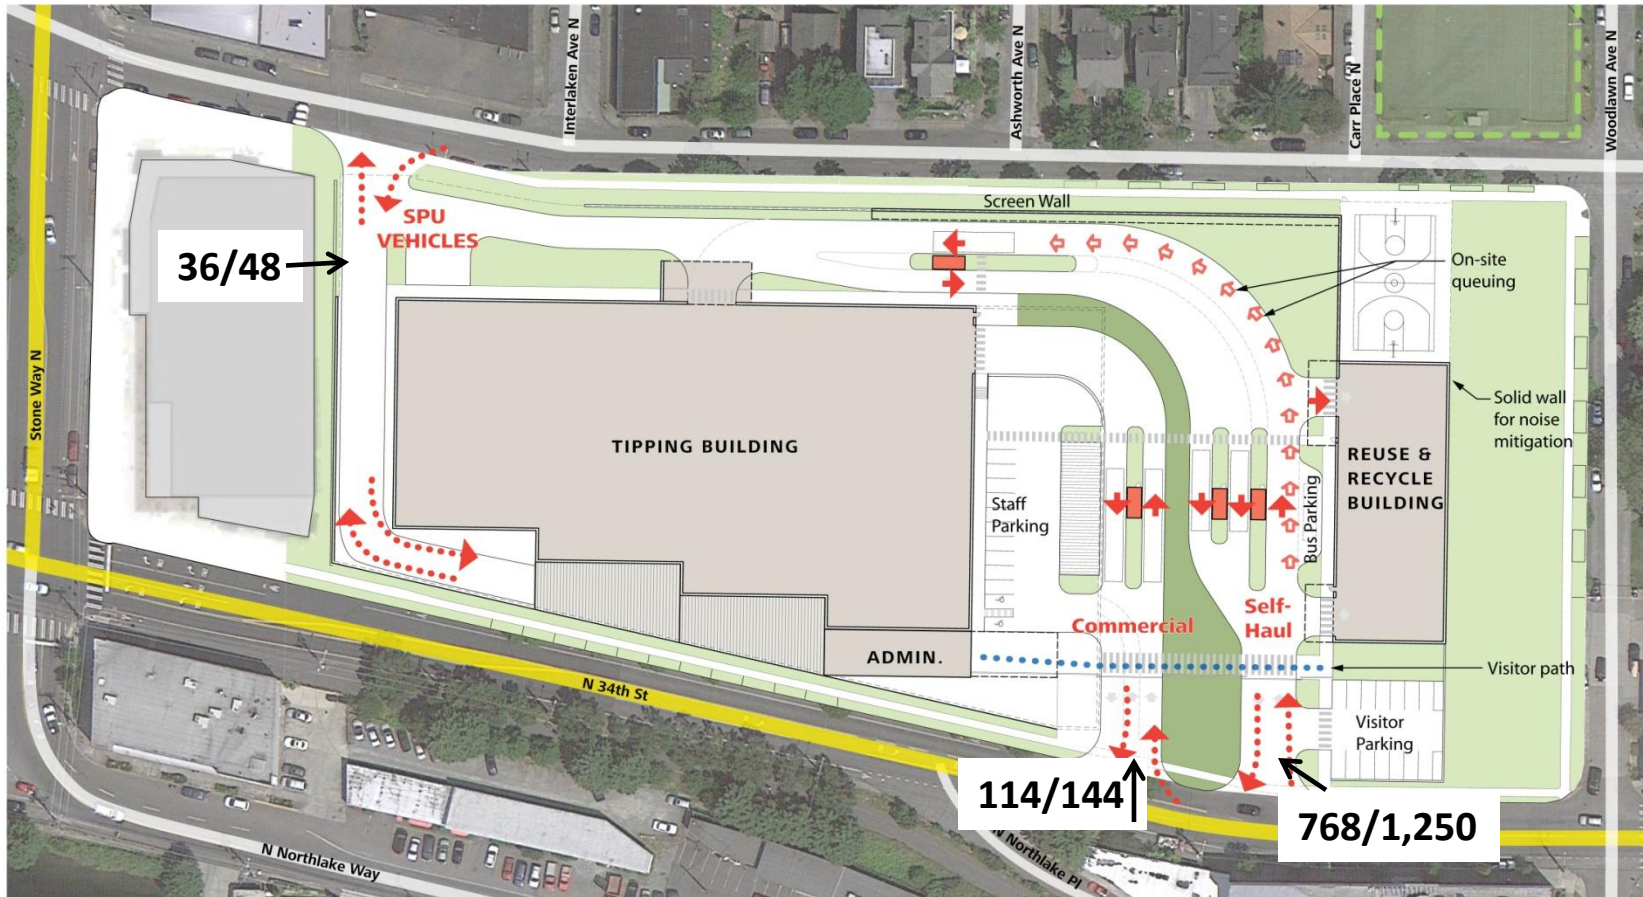 Interlaken Ave N
Ashworth Ave N
Carr Place N
Woodlawn Ave N
Screen Wall
SPU
VEHICLES
36/48
On-site
queuing
Stone Way N
Solid wall
for noise
mitigation
TIPPING BUILDING
REUSE &
RECYCLE
BUILDING
Staff
Parking
Bus Parking
Commercial
Self-
Haul
ADMIN.
Visitor path
N 34th St
Visitor
Parking
114/144
768/1,250
N Northlake Way
N Northlake Pl